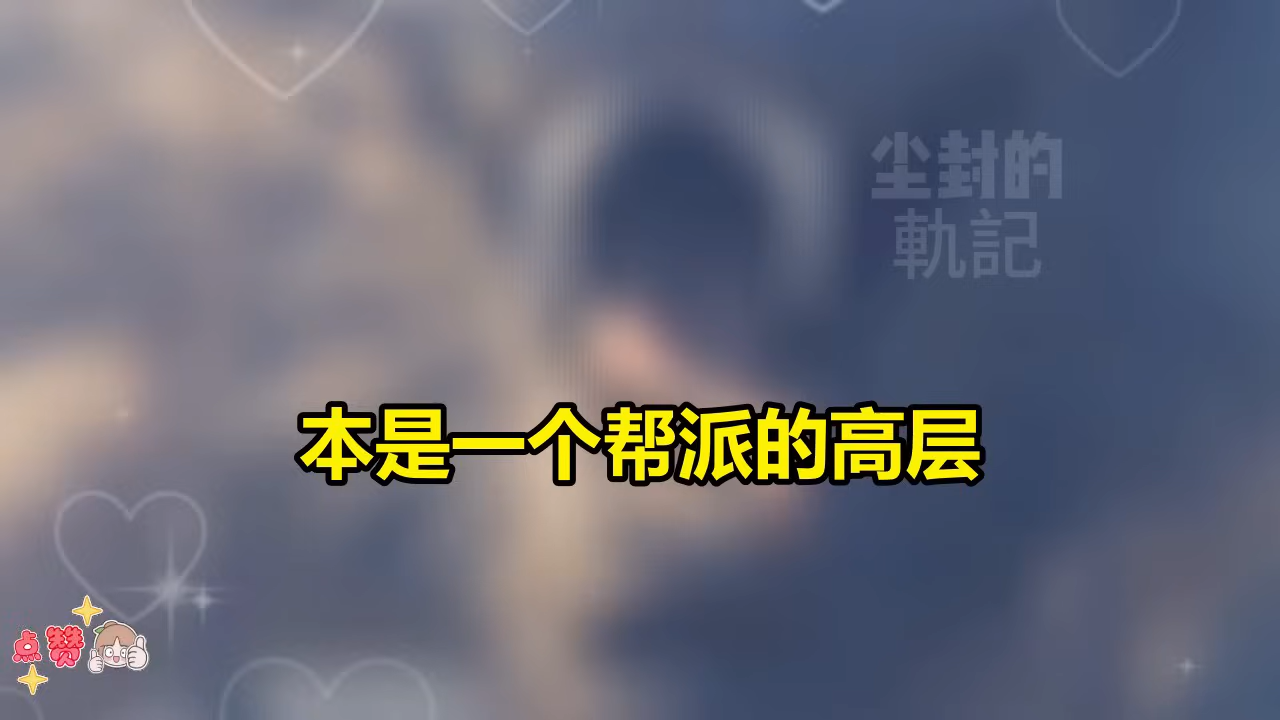 尘封的
軌記
本是一个帮派的高层
点赞